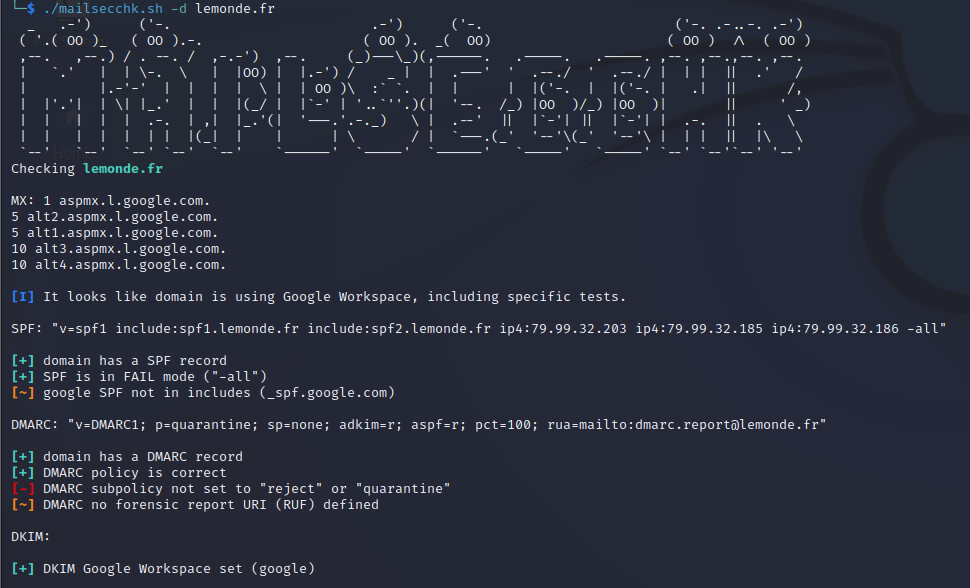 └─$ ./mailsecchk.sh -d lemonde.fr
MailSecChk
Checking lemonde.fr
MX: 1 aspmx.l.google.com.
5 alt2.aspmx.l.google.com.
5 alt1.aspmx.l.google.com.
10 alt3.aspmx.l.google.com.
10 alt4.aspmx.l.google.com.
[I] It looks like domain is using Google Workspace, including specific tests.
SPF: "v=spf1 include:spf1.lemonde.fr include:spf2.lemonde.fr ip4:79.99.32.203 ip4:79.99.32.185 ip4:79.99.32.186 -all"
[+] domain has a SPF record
[+] SPF is in FAIL mode ("-all")
[~] google SPF not in includes (_spf.google.com)
DMARC: "v=DMARC1; p=quarantine; sp=none; adkim=r; aspf=r; pct=100; rua=mailto:dmarc.report@lemonde.fr"
[+] domain has a DMARC record
[+] DMARC policy is correct
[-] DMARC subpolicy not set to "reject" or "quarantine"
[~] DMARC no forensic report URI (RUF) defined
DKIM:
[+] DKIM Google Workspace set (google)